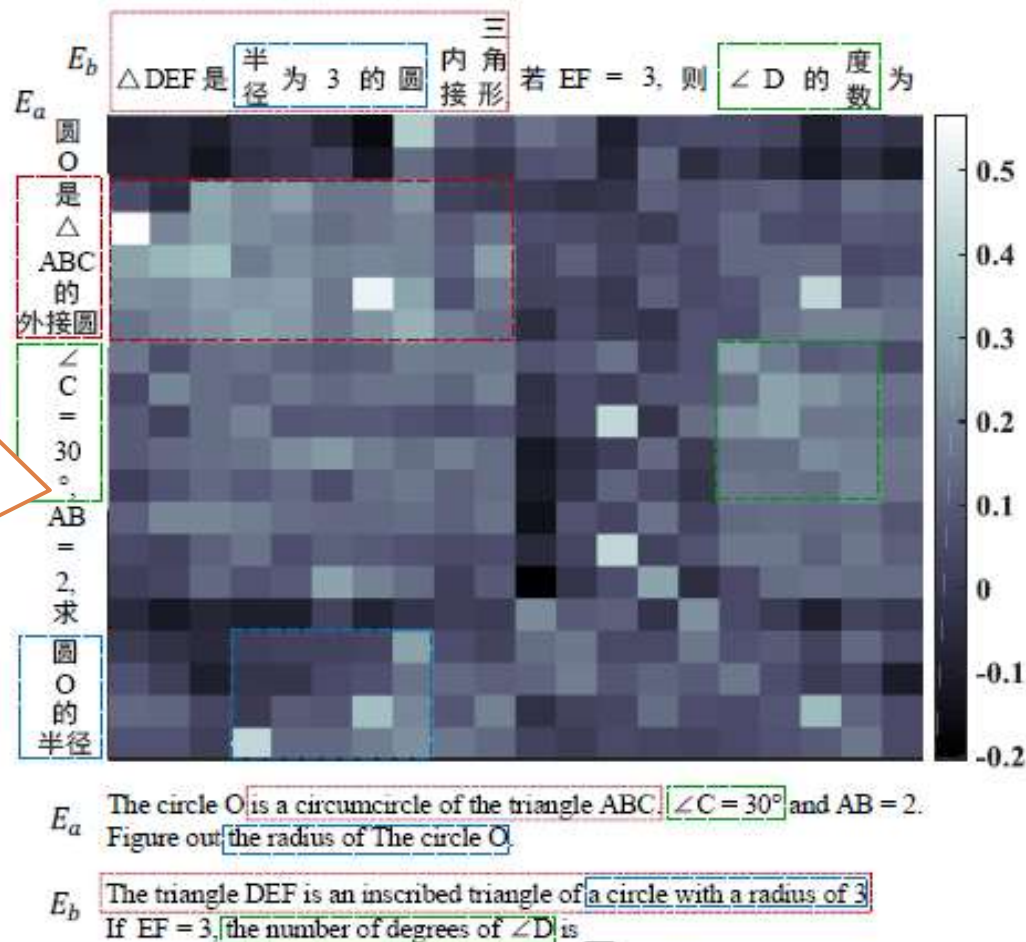 E_b △DEF是 半径 为 3 的 圆 内接 三角形 若 EF = 3, 则 ∠ D 的 度数 为
E_a
圆
O
是
△
ABC
的
外接圆
∠
C
=
30
°,
AB
=
2,
求
圆
O
的
半径
0.5
0.4
0.3
0.2
0.1
0
-0.1
-0.2
E_a The circle O is a circumcircle of the triangle ABC. ∠C = 30° and AB = 2.
Figure out the radius of The circle O.
E_b The triangle DEF is an inscribed triangle of a circle with a radius of 3
If EF = 3, the number of degrees of ∠D is